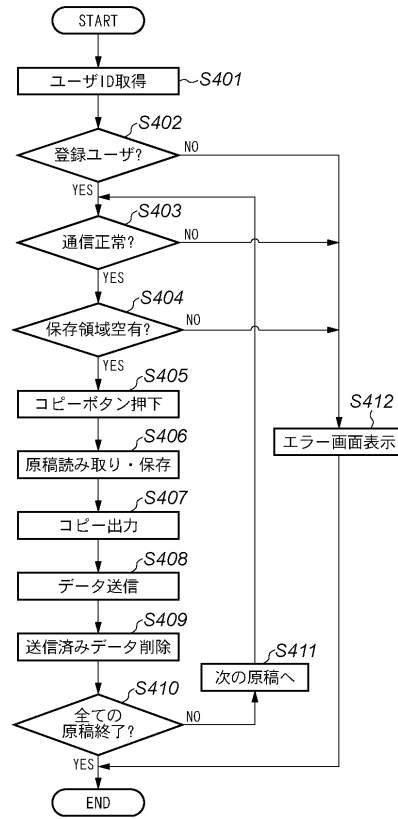 START
ユーザID取得
S401
S402
登録ユーザ?
NO
YES
S403
通信正常?
NO
YES
S404
保存領域空有?
NO
YES
S405
コピーボタン押下
S412
エラー画面表示
S406
原稿読み取り・保存
S407
コピー出力
S408
データ送信
S409
送信済みデータ削除
S411
次の原稿へ
S410
全ての
原稿終了?
NO
YES
END